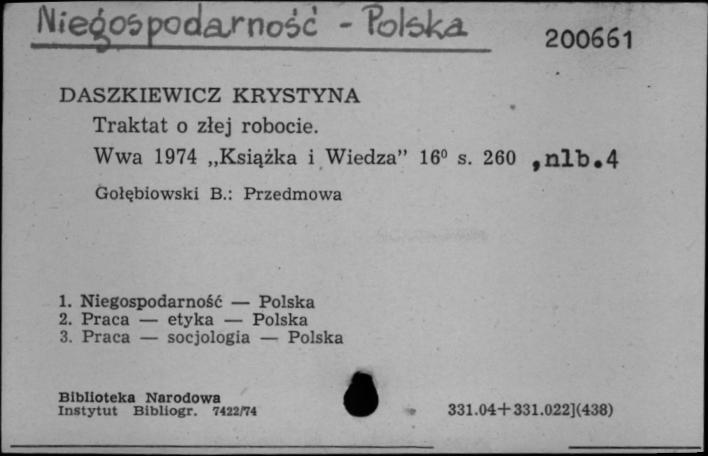 Niegospodarność - Polska
200661
DASZKIEWICZ KRYSTYNA
Traktat o złej robocie.
Wwa 1974 „Książka i Wiedza” 16⁰ s. 260 , nlb. 4
Gołębiowski B.: Przedmowa
1. Niegospodarność — Polska
2. Praca — etyka — Polska
3. Praca — socjologia — Polska
Biblioteka Narodowa
Instytut Bibliogr. 7422/74
331.04+331.022](438)